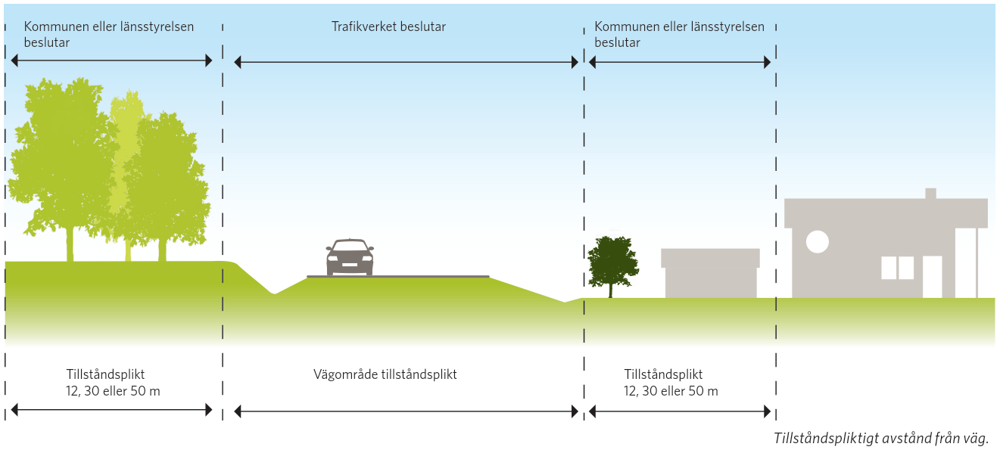 Kommunen eller länsstyrelsen
beslutar
Trafikverket beslutar
Kommunen eller länsstyrelsen
beslutar
Tillståndsplikt
12, 30 eller 50 m
Vägområde tillståndsplikt
Tillståndsplikt
12, 30 eller 50 m
Tillståndspliktigt avstånd från väg.